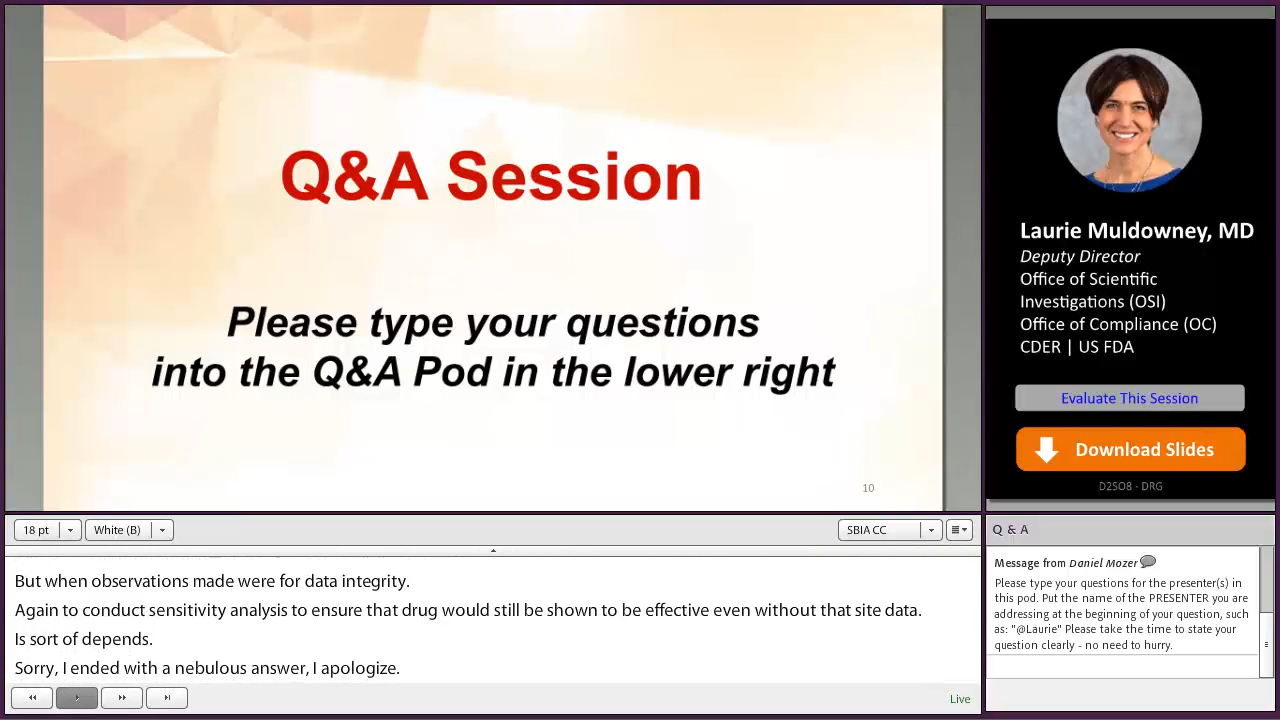 Q&A Session
Please type your questions
into the Q&A Pod in the lower right
10
Laurie Muldowney, MD
Deputy Director
Office of Scientific
Investigations (OSI)
Office of Compliance (OC)
CDER | US FDA
Evaluate This Session
Download Slides
D2SO8 - DRG
18 pt
White (B)
SBIA CC
But when observations made were for data integrity.
Again to conduct sensitivity analysis to ensure that drug would still be shown to be effective even without that site data.
Is sort of depends.
Sorry, I ended with a nebulous answer, I apologize.
Live
Q & A
Message from Daniel Mozer
Please type your questions for the presenter(s) in
this pod. Put the name of the PRESENTER you are
addressing at the beginning of your question, such
as: "@Laurie" Please take the time to state your
question clearly - no need to hurry.